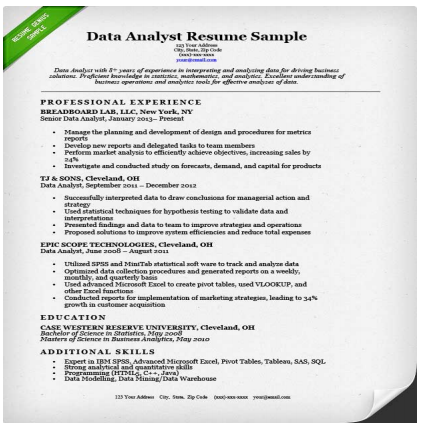 RESUME GENIUS
SAMPLE
Data Analyst Resume Sample
123 Your Address
City, State, Zip Code
(xxx)-xxx-xxxx
your@email.com
Data Analyst with 8+ years of experience in interpreting and analyzing data for driving business
solutions. Proficient knowledge in statistics, mathematics, and analytics. Excellent understanding of
business operations and analytics tools for effective analyses of data.
PROFESSIONAL EXPERIENCE
BREADBOARD LAB, LLC, New York, NY
Senior Data Analyst, January 2013– Present
• Manage the planning and development of design and procedures for metrics
reports
• Develop new reports and delegated tasks to team members
• Perform market analysis to efficiently achieve objectives, increasing sales by
24%
• Investigate and conducted study on forecasts, demand, and capital for products
TJ & SONS, Cleveland, OH
Data Analyst, September 2011 – December 2012
• Successfully interpreted data to draw conclusions for managerial action and
strategy
• Used statistical techniques for hypothesis testing to validate data and
interpretations
• Presented findings and data to team to improve strategies and operations
• Proposed solutions to improve system efficiencies and reduce total expenses
EPIC SCOPE TECHNOLOGIES, Cleveland, OH
Data Analyst, June 2008 – August 2011
• Utilized SPSS and MiniTab statistical soft ware to track and analyze data
• Optimized data collection procedures and generated reports on a weekly,
monthly, and quarterly basis
• Used advanced Microsoft Excel to create pivot tables, used VLOOKUP, and
other Excel functions
• Conducted reports for implementation of marketing strategies, leading to 34%
growth in customer acquisition
EDUCATION
CASE WESTERN RESERVE UNIVERSITY, Cleveland, OH
Bachelor of Science in Statistics, May 2008
Masters of Science in Business Analytics, May 2010
ADDITIONAL SKILLS
• Expert in IBM SPSS, Advanced Microsoft Excel, Pivot Tables, Tableau, SAS, SQL
• Strong analytical and quantitative skills
• Programming (HTML5, C++, Java)
• Data Modelling, Data Mining/Data Warehouse
123 Your Address City, State, Zip Code (xxx)-xxx-xxxx your@email.com